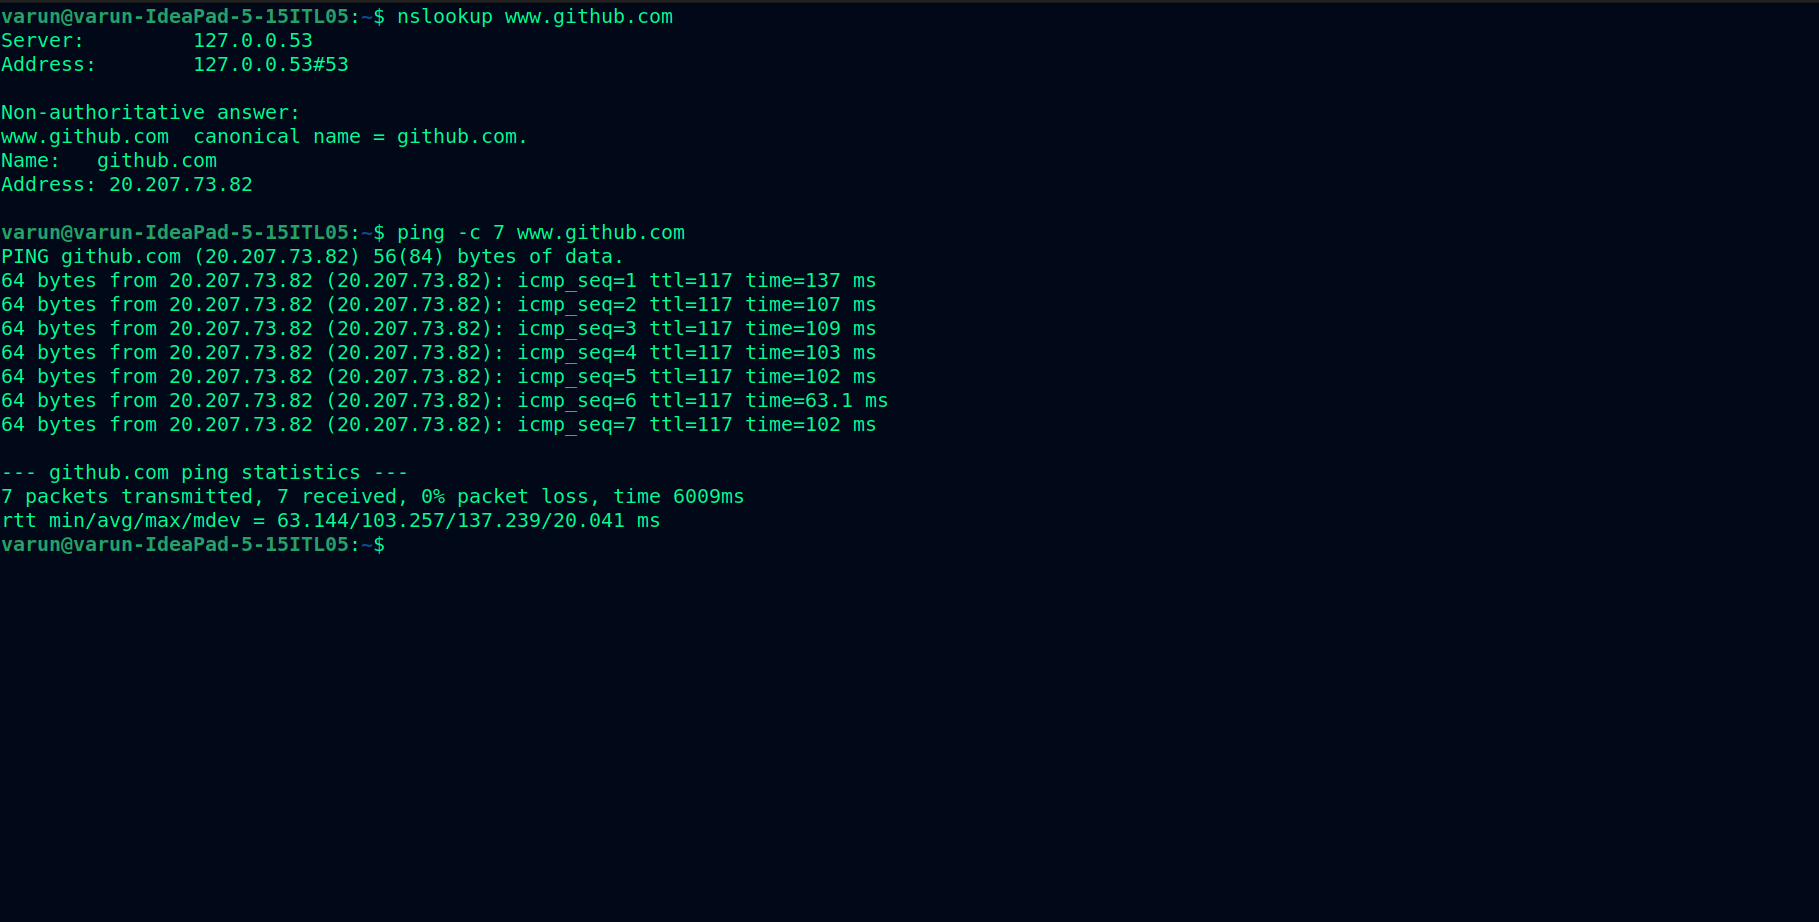 varun@varun-IdeaPad-5-15ITL05:~$ nslookup www.github.com
Server:         127.0.0.53
Address:        127.0.0.53#53

Non-authoritative answer:
www.github.com  canonical name = github.com.
Name:   github.com
Address: 20.207.73.82

varun@varun-IdeaPad-5-15ITL05:~$ ping -c 7 www.github.com
PING github.com (20.207.73.82) 56(84) bytes of data.
64 bytes from 20.207.73.82 (20.207.73.82): icmp_seq=1 ttl=117 time=137 ms
64 bytes from 20.207.73.82 (20.207.73.82): icmp_seq=2 ttl=117 time=107 ms
64 bytes from 20.207.73.82 (20.207.73.82): icmp_seq=3 ttl=117 time=109 ms
64 bytes from 20.207.73.82 (20.207.73.82): icmp_seq=4 ttl=117 time=103 ms
64 bytes from 20.207.73.82 (20.207.73.82): icmp_seq=5 ttl=117 time=102 ms
64 bytes from 20.207.73.82 (20.207.73.82): icmp_seq=6 ttl=117 time=63.1 ms
64 bytes from 20.207.73.82 (20.207.73.82): icmp_seq=7 ttl=117 time=102 ms

--- github.com ping statistics ---
7 packets transmitted, 7 received, 0% packet loss, time 6009ms
rtt min/avg/max/mdev = 63.144/103.257/137.239/20.041 ms
varun@varun-IdeaPad-5-15ITL05:~$